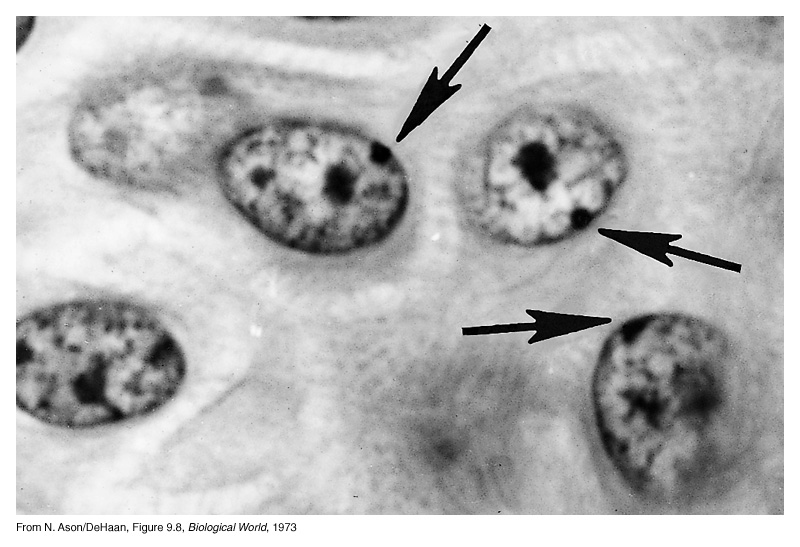 From N. Ason/DeHaan, Figure 9.8, Biological World, 1973